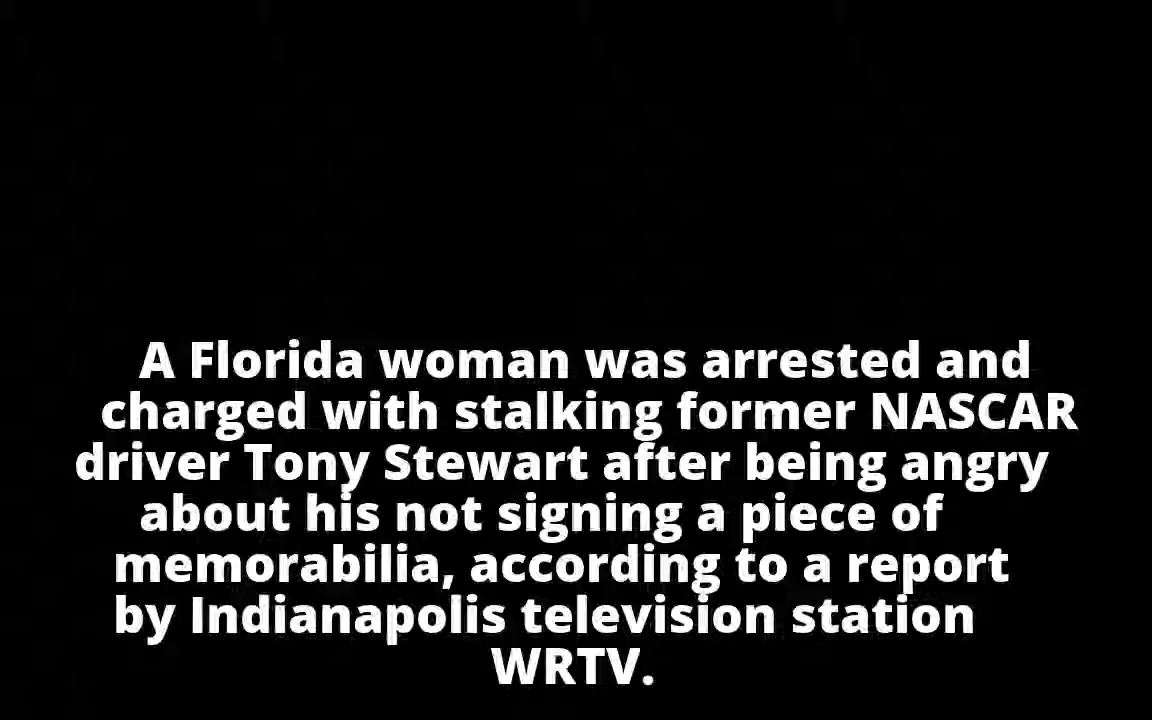 A Florida woman was arrested and
charged with stalking former NASCAR
driver Tony Stewart after being angry
about his not signing a piece of
memorabilia, according to a report
by Indianapolis television station
WRTV.